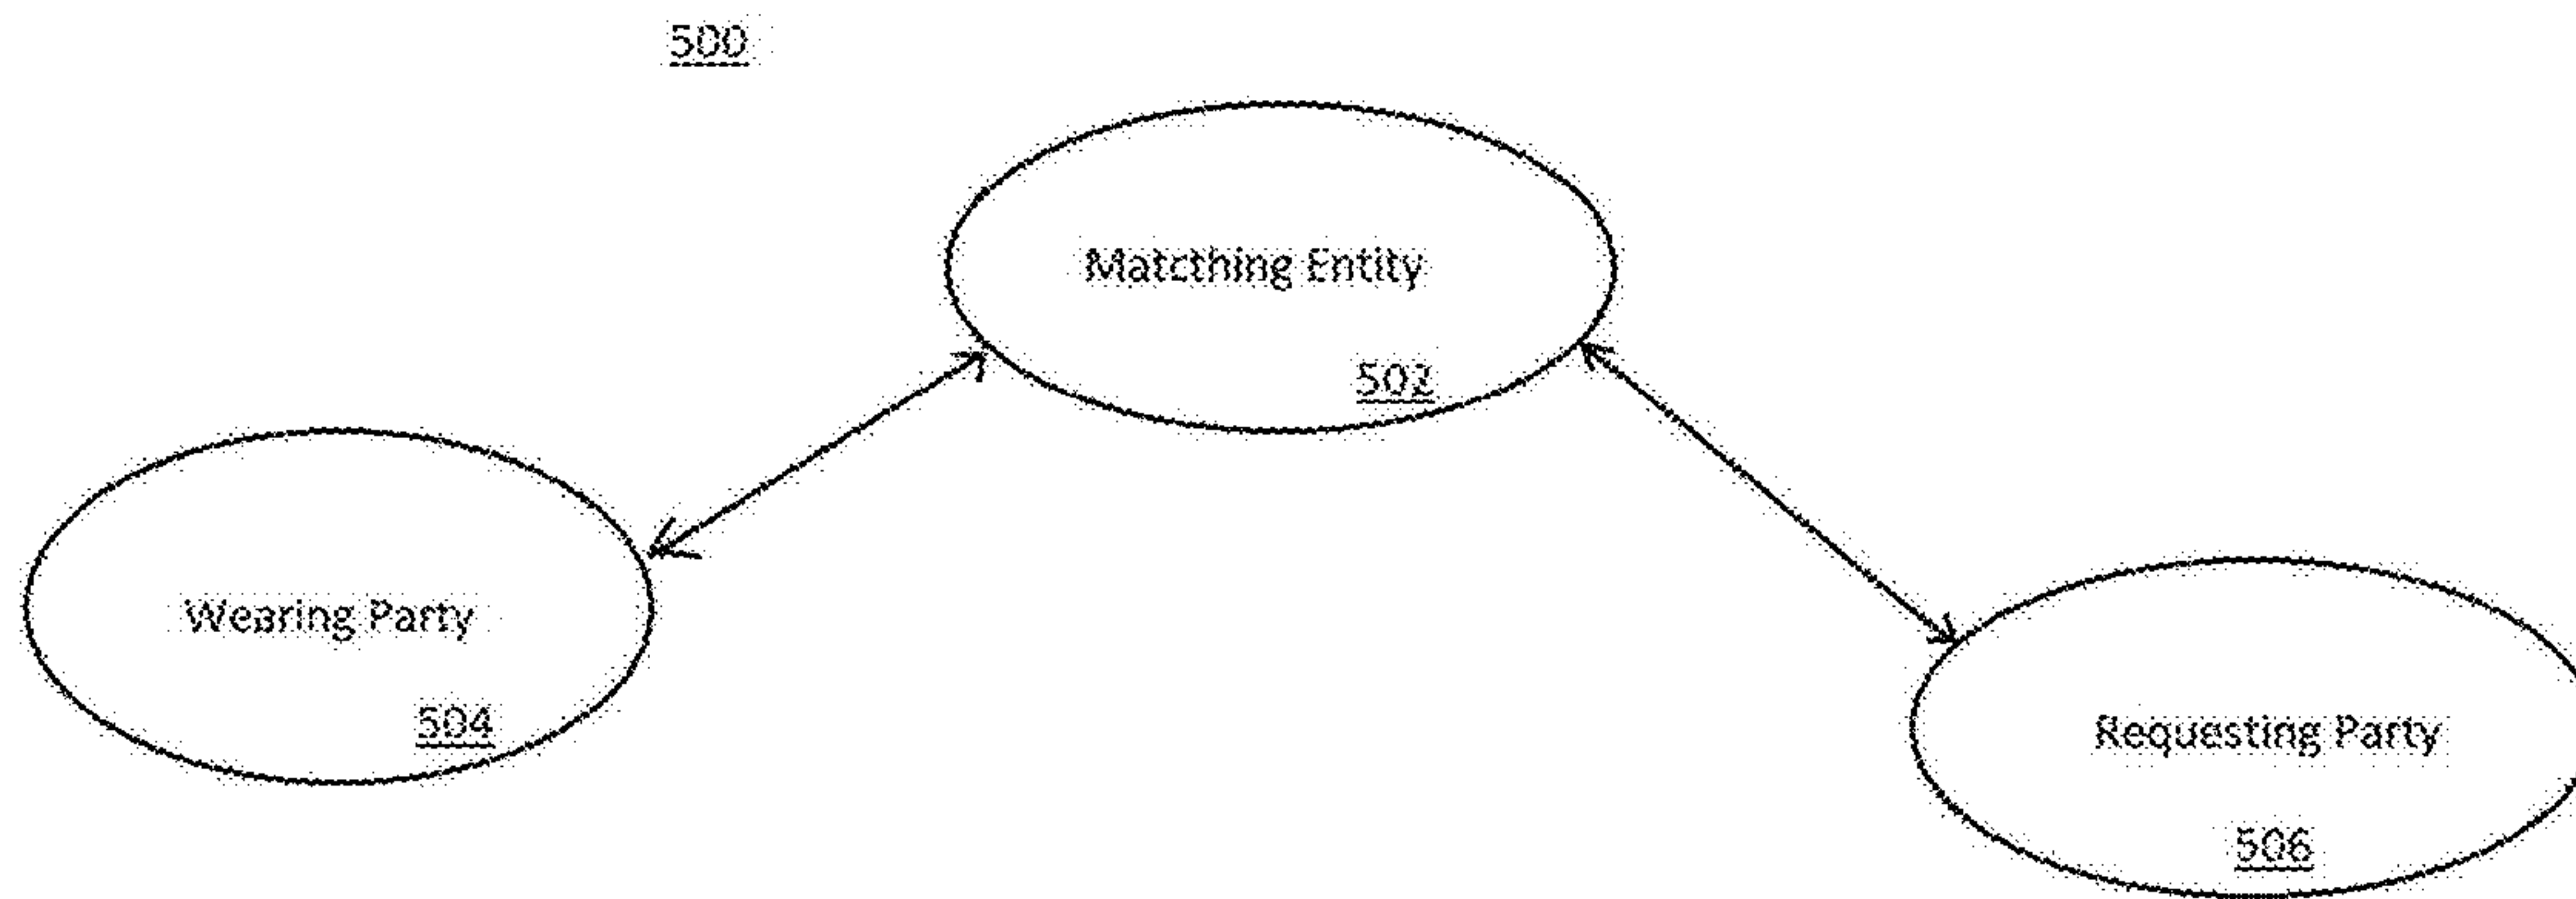 500
Matcthing Entity
502
Wearing Party
504
Requesting Party
506